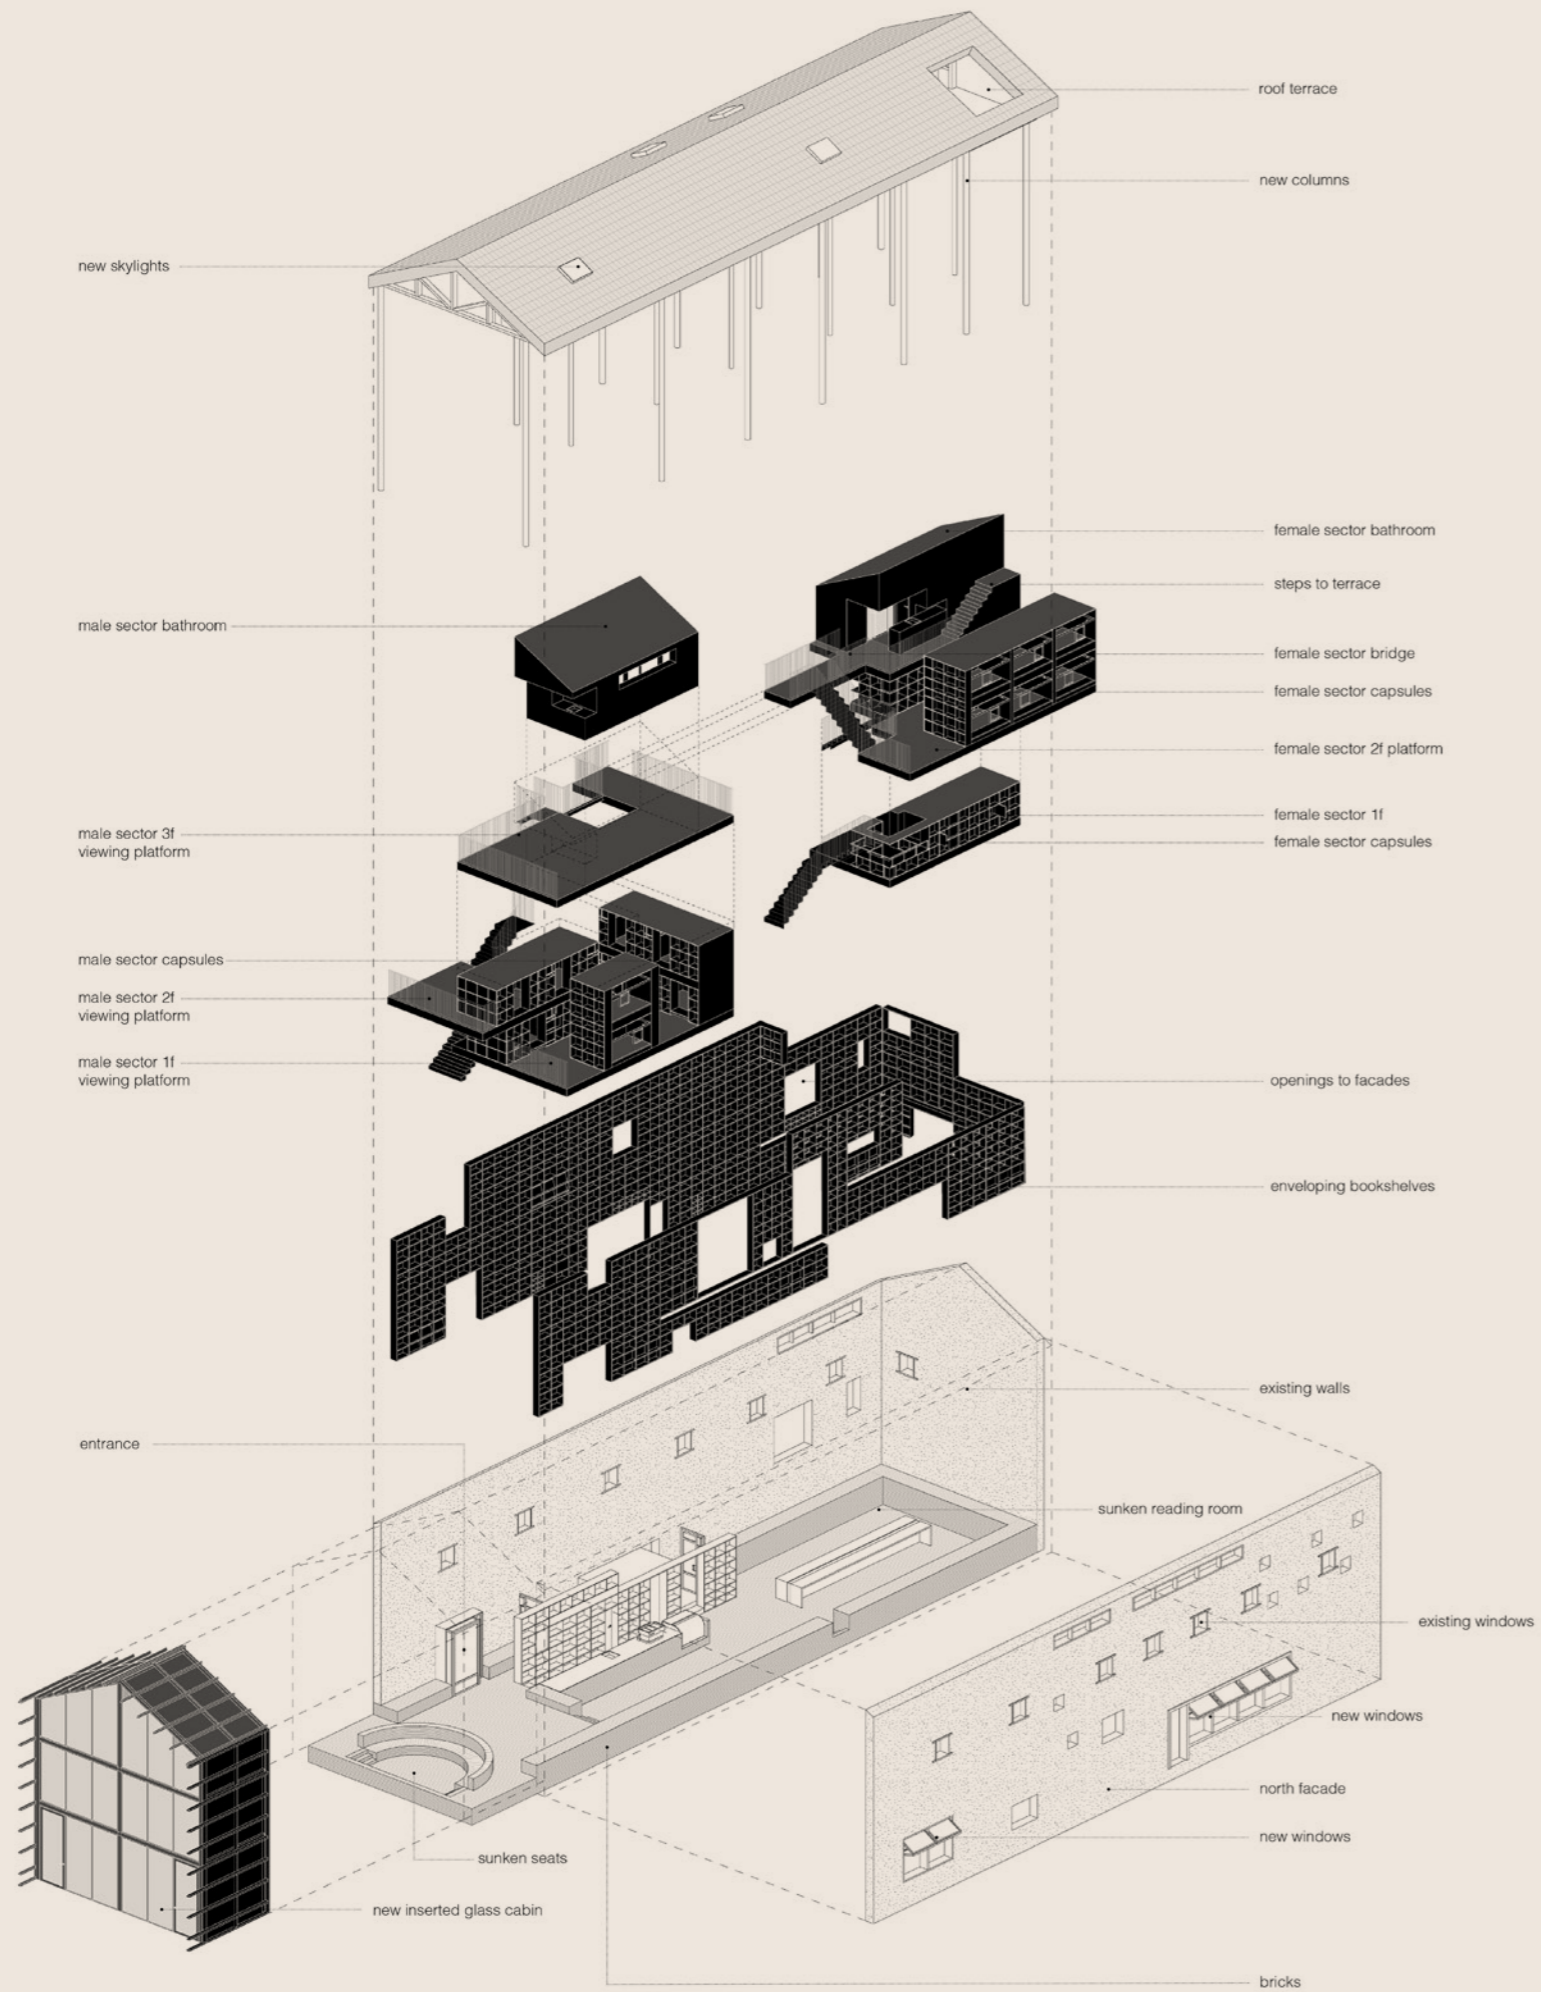 roof terrace
new columns
new skylights
female sector bathroom
steps to terrace
male sector bathroom
female sector bridge
female sector capsules
female sector 2f platform
female sector 1f
male sector 3f
viewing platform
female sector capsules
male sector capsules
male sector 2f
viewing platform
male sector 1f
viewing platform
openings to facades
enveloping bookshelves
existing walls
entrance
sunken reading room
existing windows
new windows
north facade
new windows
sunken seats
new inserted glass cabin
bricks